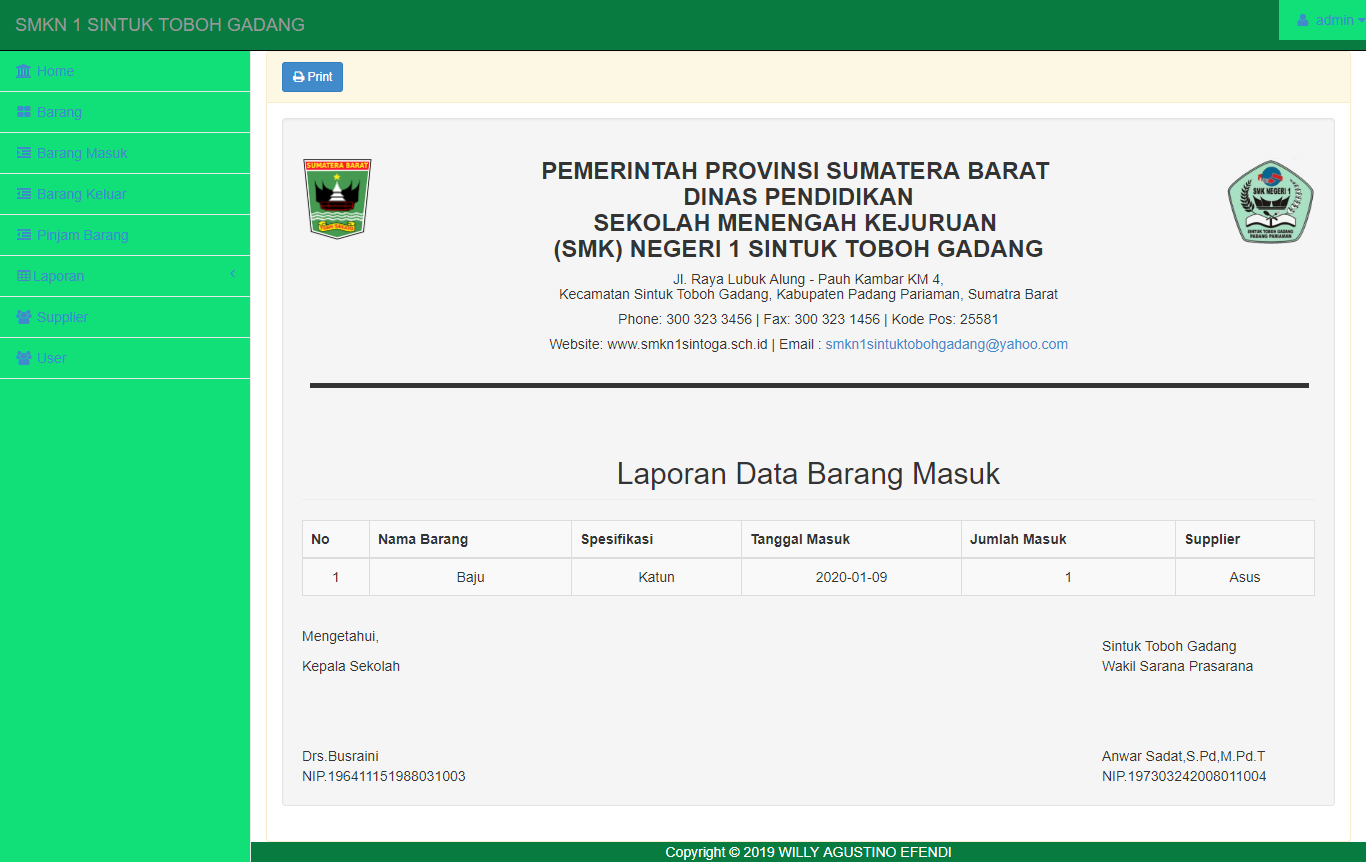 SMKN 1 SINTUK TOBOH GADANG
admin
Home
Barang
Barang Masuk
Barang Keluar
Pinjam Barang
Laporan
Supplier
User
Print
SUMATERA BARAT
SMK NEGERI 1
SINTUK TOBOH GADANG
PADANG PARIAMAN
PEMERINTAH PROVINSI SUMATERA BARAT
DINAS PENDIDIKAN
SEKOLAH MENENGAH KEJURUAN
(SMK) NEGERI 1 SINTUK TOBOH GADANG
Jl. Raya Lubuk Alung - Pauh Kambar KM 4,
Kecamatan Sintuk Toboh Gadang, Kabupaten Padang Pariaman, Sumatra Barat
Phone: 300 323 3456 | Fax: 300 323 1456 | Kode Pos: 25581
Website: www.smkn1sintoga.sch.id | Email : smkn1sintuktobohgadang@yahoo.com
Laporan Data Barang Masuk
No Nama Barang Spesifikasi Tanggal Masuk Jumlah Masuk Supplier
1 Baju Katun 2020-01-09 1 Asus
Mengetahui,
Kepala Sekolah
Sintuk Toboh Gadang
Wakil Sarana Prasarana
Drs.Busraini
NIP.196411151988031003
Anwar Sadat,S.Pd,M.Pd.T
NIP.197303242008011004
Copyright © 2019 WILLY AGUSTINO EFENDI